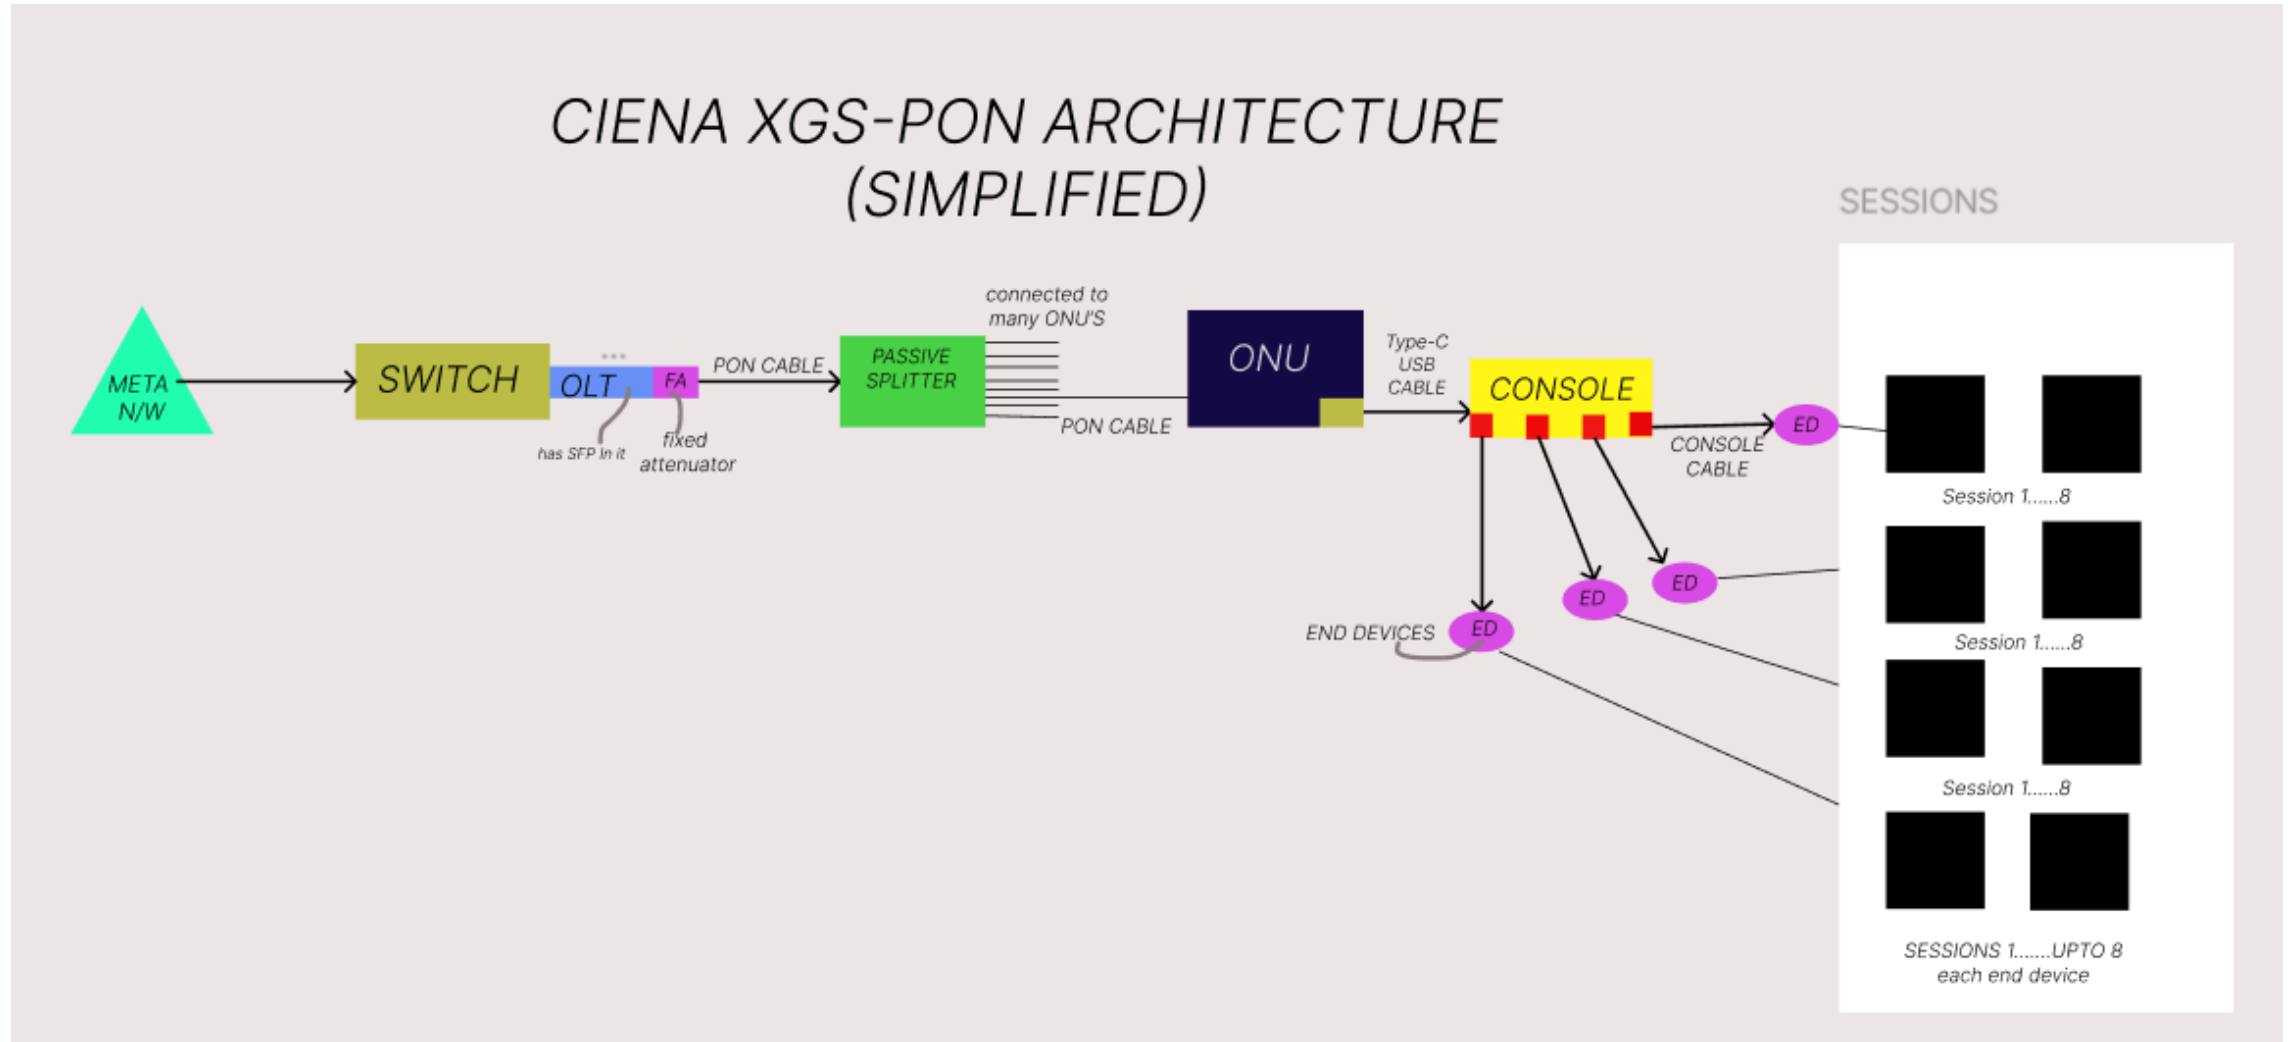 CIENA XGS-PON ARCHITECTURE
(SIMPLIFIED)
SESSIONS
META
N/W
SWITCH
...
OLT
FA
has SFP In it
fixed
attenuator
PON CABLE
PASSIVE
SPLITTER
connected to
many ONU'S
PON CABLE
ONU
Type-C
USB
CABLE
CONSOLE
CONSOLE
CABLE
ED
ED
ED
END DEVICES
ED
Session 1......8
Session 1......8
Session 1......8
SESSIONS 1.......UPTO 8
each end device